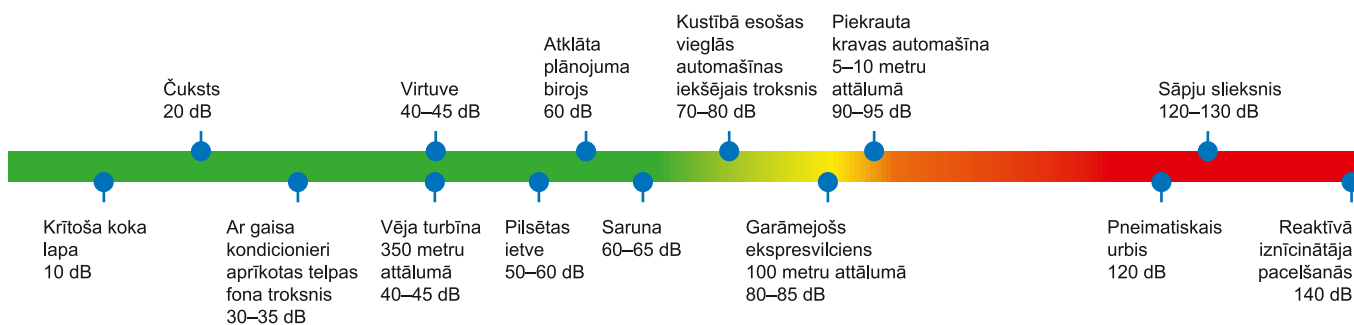 Čuksts
20 dB
Virtuve
40–45 dB
Atklāta
plānojuma
birojs
60 dB
Kustībā esošas
vieglās
automašīnas
iekšējais troksnis
70–80 dB
Piekrauta
kravas automašīna
5–10 metru
attālumā
90–95 dB
Sāpju slieksnis
120–130 dB
Krītoša koka
lapa
10 dB
Ar gaisa
kondicionieri
aprīkotas telpas
fona troksnis
30–35 dB
Vēja turbīna
350 metru
attālumā
40–45 dB
Pilsētas
ietve
50–60 dB
Saruna
60–65 dB
Garāmejošs
ekspresvilciens
100 metru attālumā
80–85 dB
Pneimatiskais
urbis
120 dB
Reaktīvā
iznīcinātāja
pacelšanās
140 dB